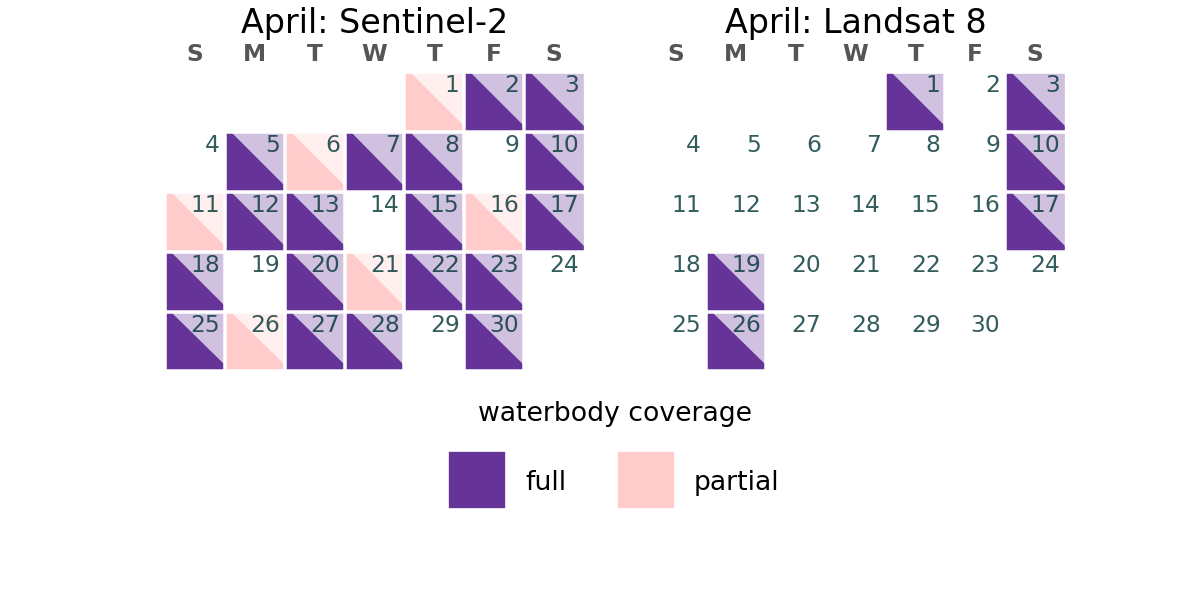 April: Sentinel-2
S M T W T F S
1 2 3
4 5 6 7 8 9 10
11 12 13 14 15 16 17
18 19 20 21 22 23 24
25 26 27 28 29 30
April: Landsat 8
S M T W T F S
1 2 3
4 5 6 7 8 9 10
11 12 13 14 15 16 17
18 19 20 21 22 23 24
25 26 27 28 29 30
waterbody coverage
full
partial